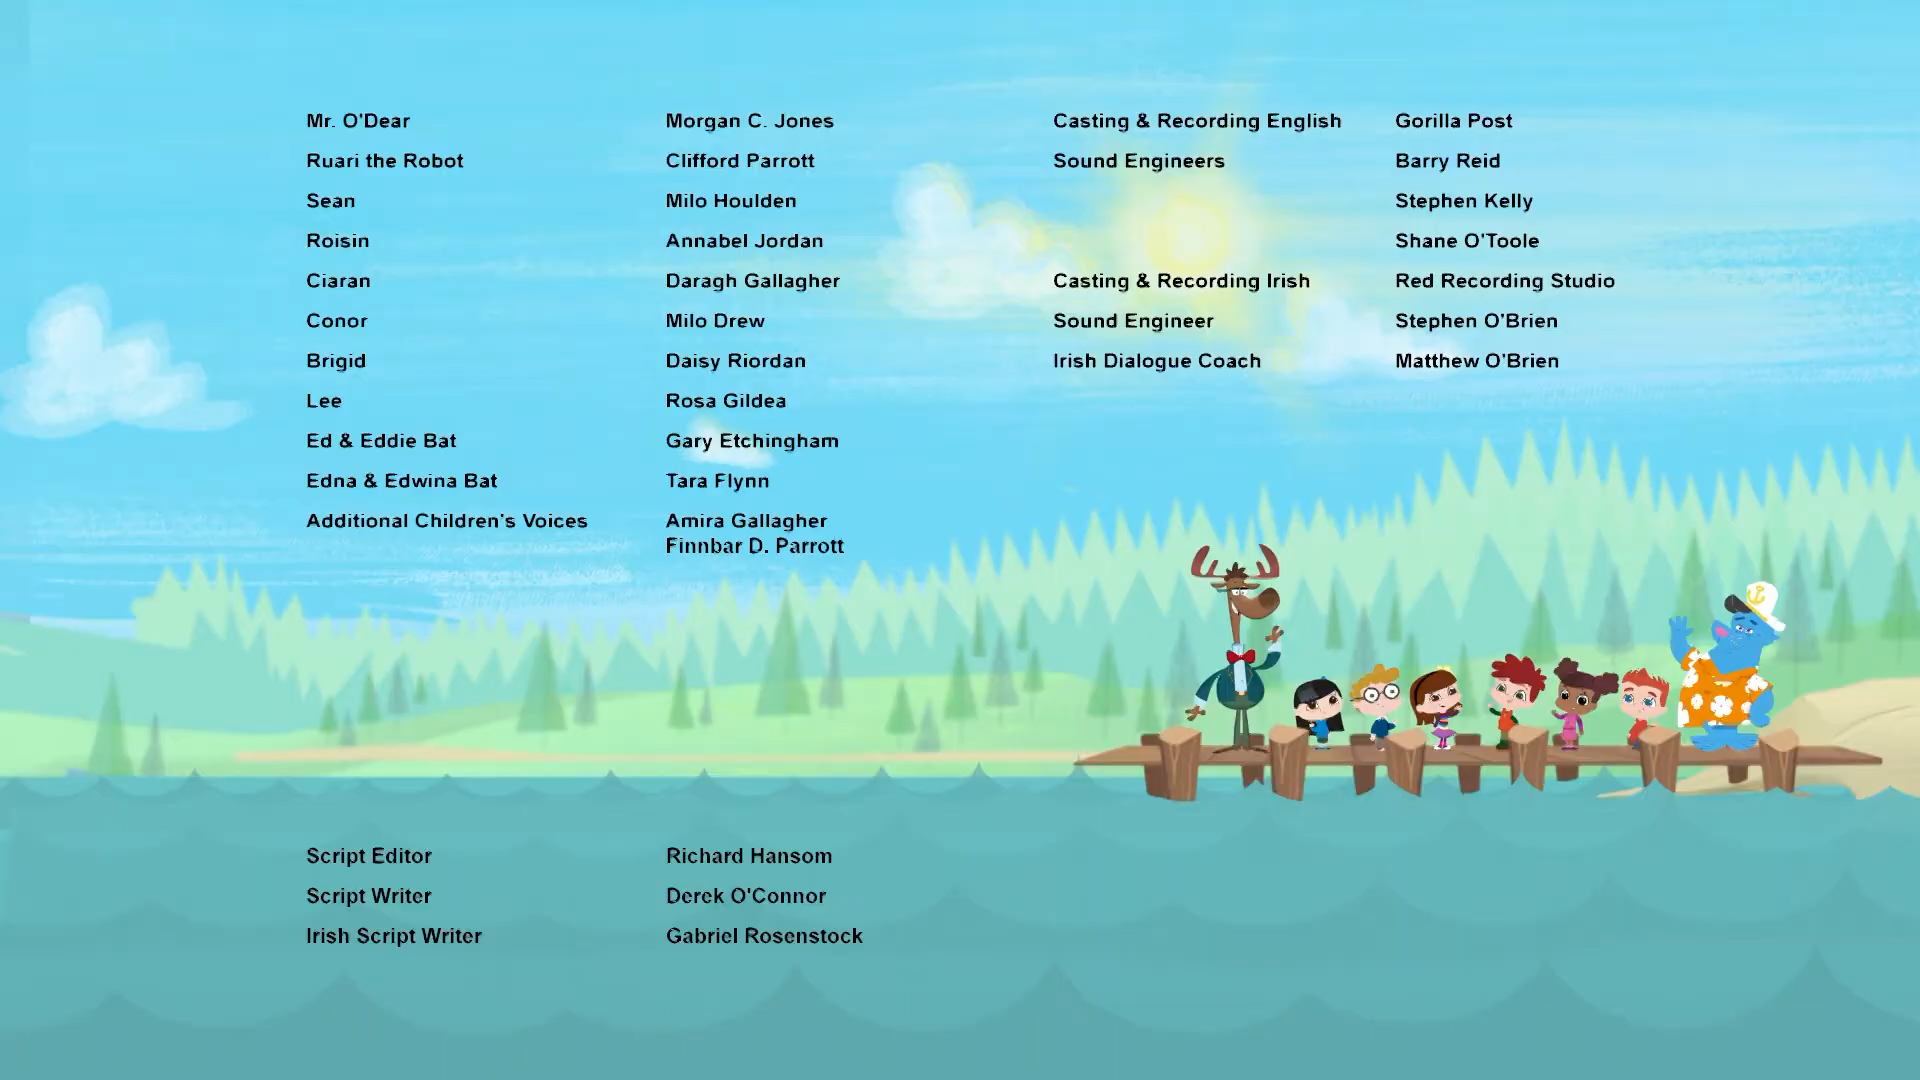 Mr. O'Dear Morgan C. Jones
Ruari the Robot Clifford Parrott
Sean Milo Houlden
Roisin Annabel Jordan
Ciaran Daragh Gallagher
Conor Milo Drew
Brigid Daisy Riordan
Lee Rosa Gildea
Ed & Eddie Bat Gary Etchingham
Edna & Edwina Bat Tara Flynn
Additional Children's Voices Amira Gallagher
Finnbar D. Parrott
Casting & Recording English Gorilla Post
Sound Engineers Barry Reid
Stephen Kelly
Shane O'Toole
Casting & Recording Irish Red Recording Studio
Sound Engineer Stephen O'Brien
Irish Dialogue Coach Matthew O'Brien
Script Editor Richard Hansom
Script Writer Derek O'Connor
Irish Script Writer Gabriel Rosenstock